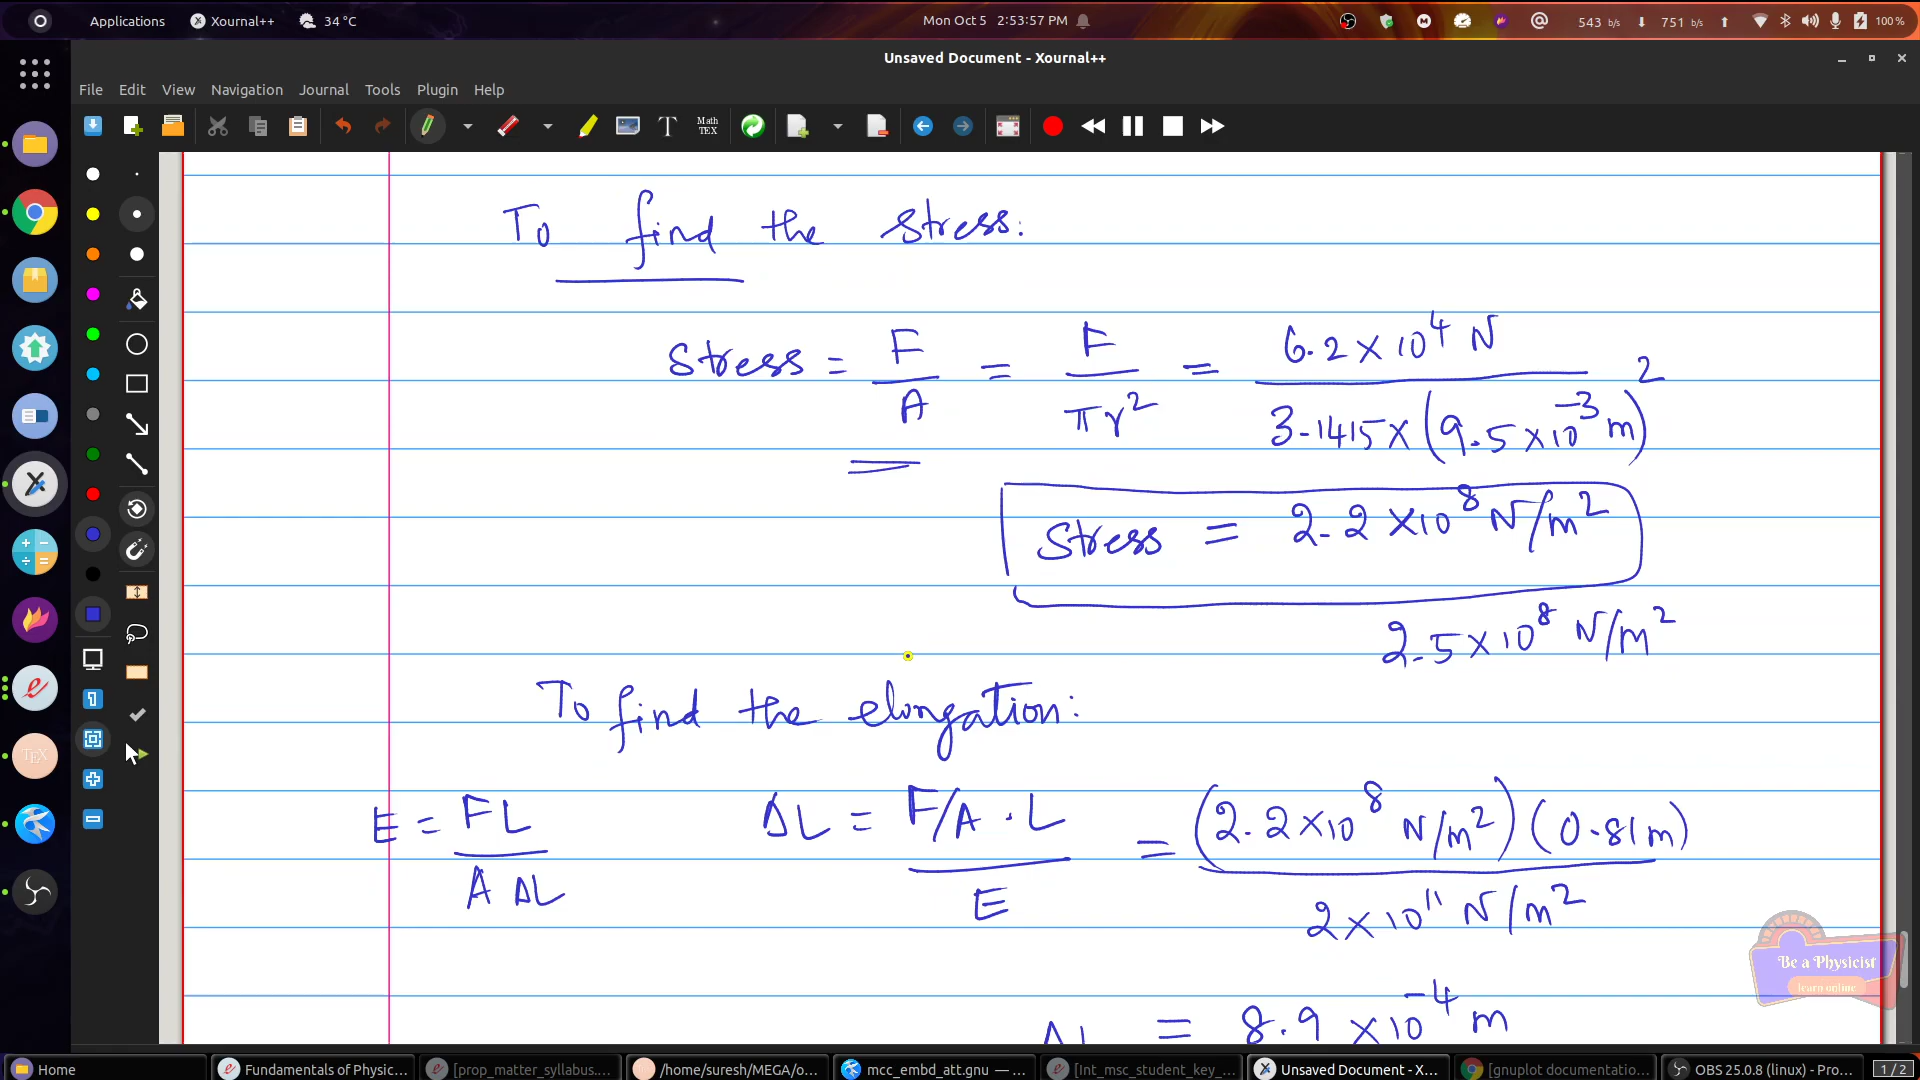 Applications
Xournal++
34 °C
Mon Oct 5 2:53:57 PM
543 b/s
751 b/s
100 %
Unsaved Document - Xournal++
File Edit View Navigation Journal Tools Plugin Help
T
Math
TEX
To find the stress:
Stress = F/A = F/πr² = 6.2 × 10⁴ N / 3.1415 × (9.5 × 10⁻³ m)²
Stress = 2.2 × 10⁸ N/m²
2.5 × 10⁸ N/m²
To find the elongation:
E = FL / A ΔL
ΔL = F/A · L / E = (2.2 × 10⁸ N/m²) (0.81 m) / 2 × 10¹¹ N/m²
ΔL = 8.9 × 10⁻⁴ m
Be a Physicist
learn online
Home
Fundamentals of Physic...
[prop_matter_syllabus....
/home/suresh/MEGA/o...
mcc_embd_att.gnu — ...
[Int_msc_student_key_...
Unsaved Document - X...
[gnuplot documentatio...
OBS 25.0.8 (linux) - Pro...
1 / 2